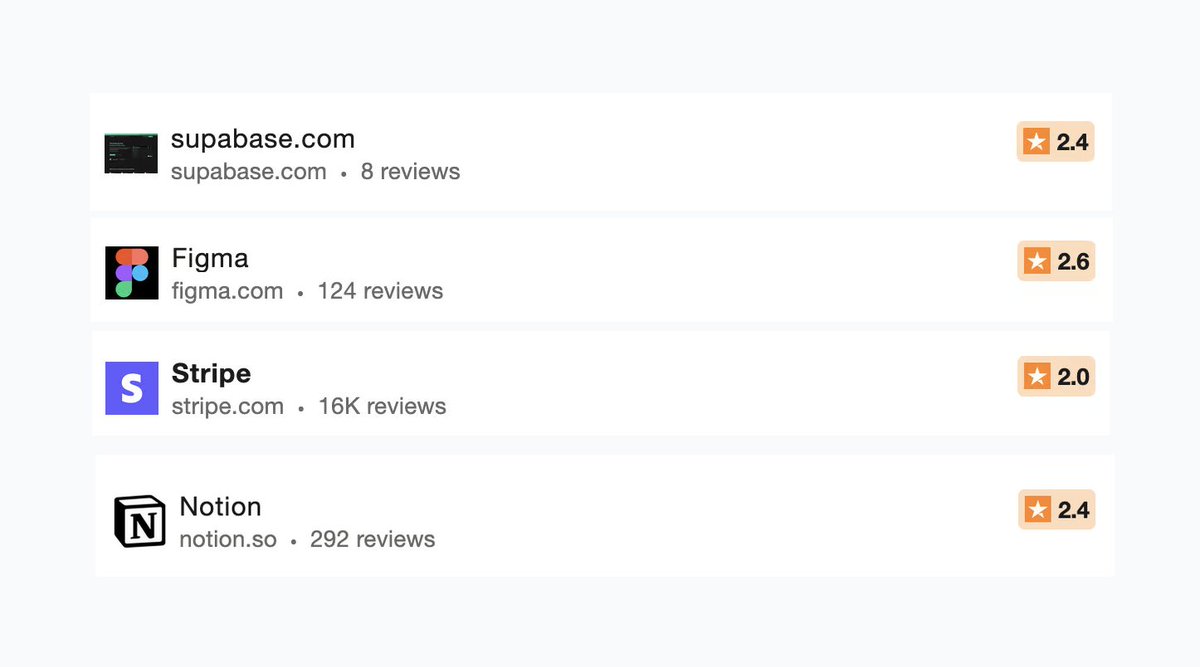 supabase.com
supabase.com • 8 reviews
2.4
Figma
figma.com • 124 reviews
2.6
Stripe
stripe.com • 16K reviews
2.0
Notion
notion.so • 292 reviews
2.4